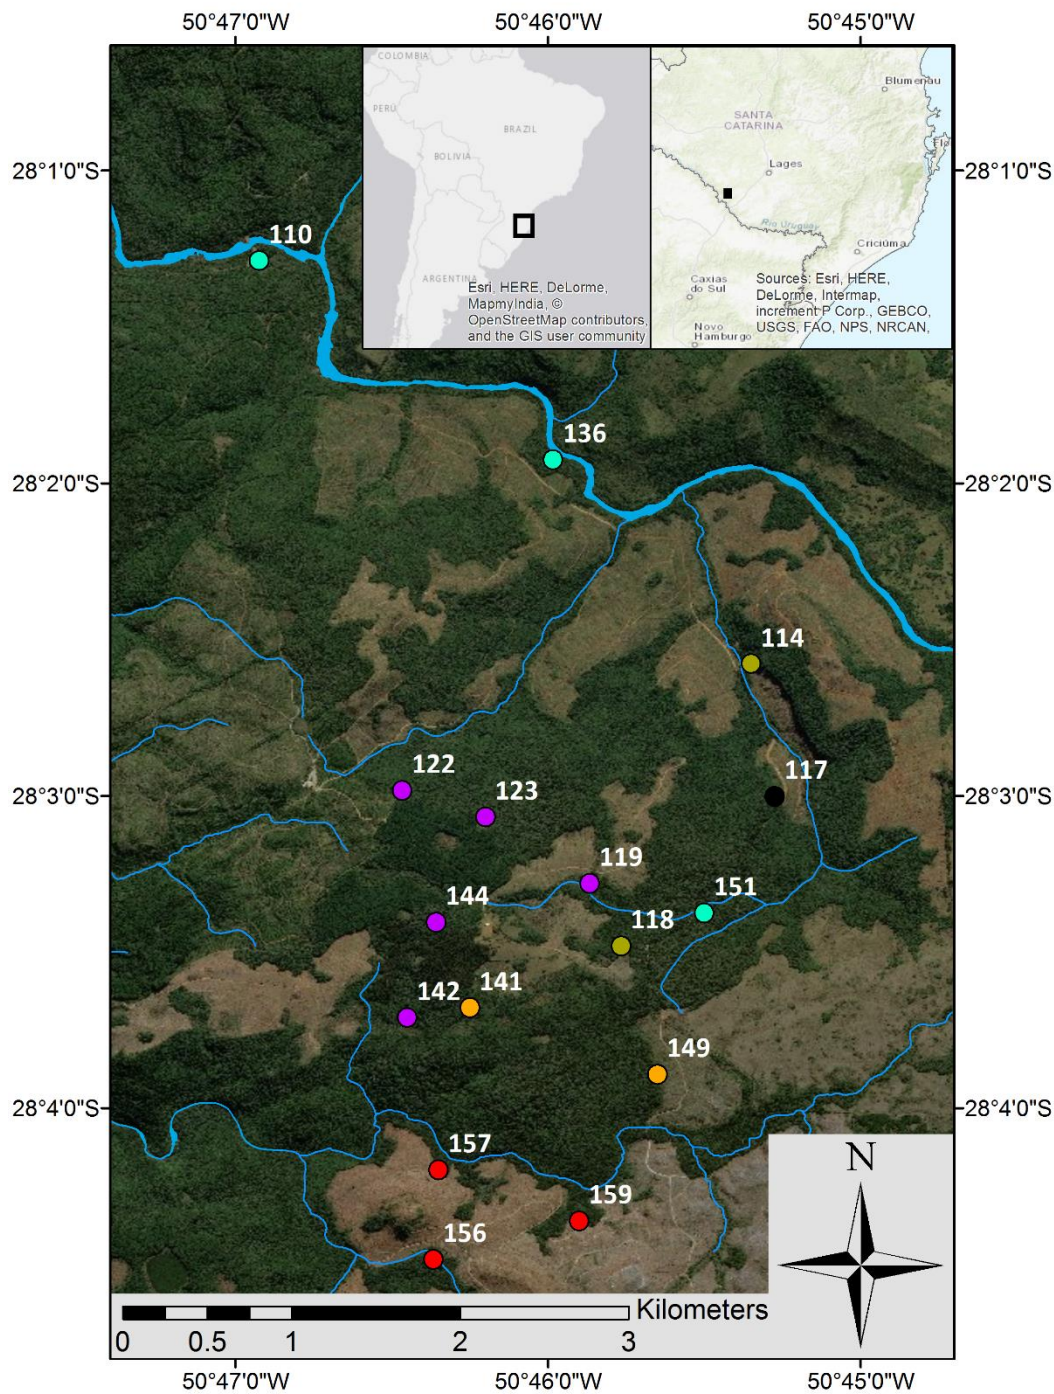 50°47'0"W
50°46'0"W
50°45'0"W
COLOMBIA
PERÚ
BRAZIL
BOLIVIA
ARGENTINA
Esri, HERE, DeLorme,
MapmyIndia, ©
OpenStreetMap contributors,
and the GIS user community
Blumenau
SANTA
CATARINA
Flo
Lages
Rio Uruguay
Criciúma
Caxias
do Sul
Novo
Hamburgo
Sources: Esri, HERE,
DeLorme, Intermap,
increment P Corp., GEBCO,
USGS, FAO, NPS, NRCAN,
28°1'0"S
28°1'0"S
110
136
28°2'0"S
28°2'0"S
114
122
117
123
28°3'0"S
28°3'0"S
119
144
151
118
142
141
149
28°4'0"S
28°4'0"S
157
159
156
N
Kilometers
0
0.5
1
2
3
50°47'0"W
50°46'0"W
50°45'0"W